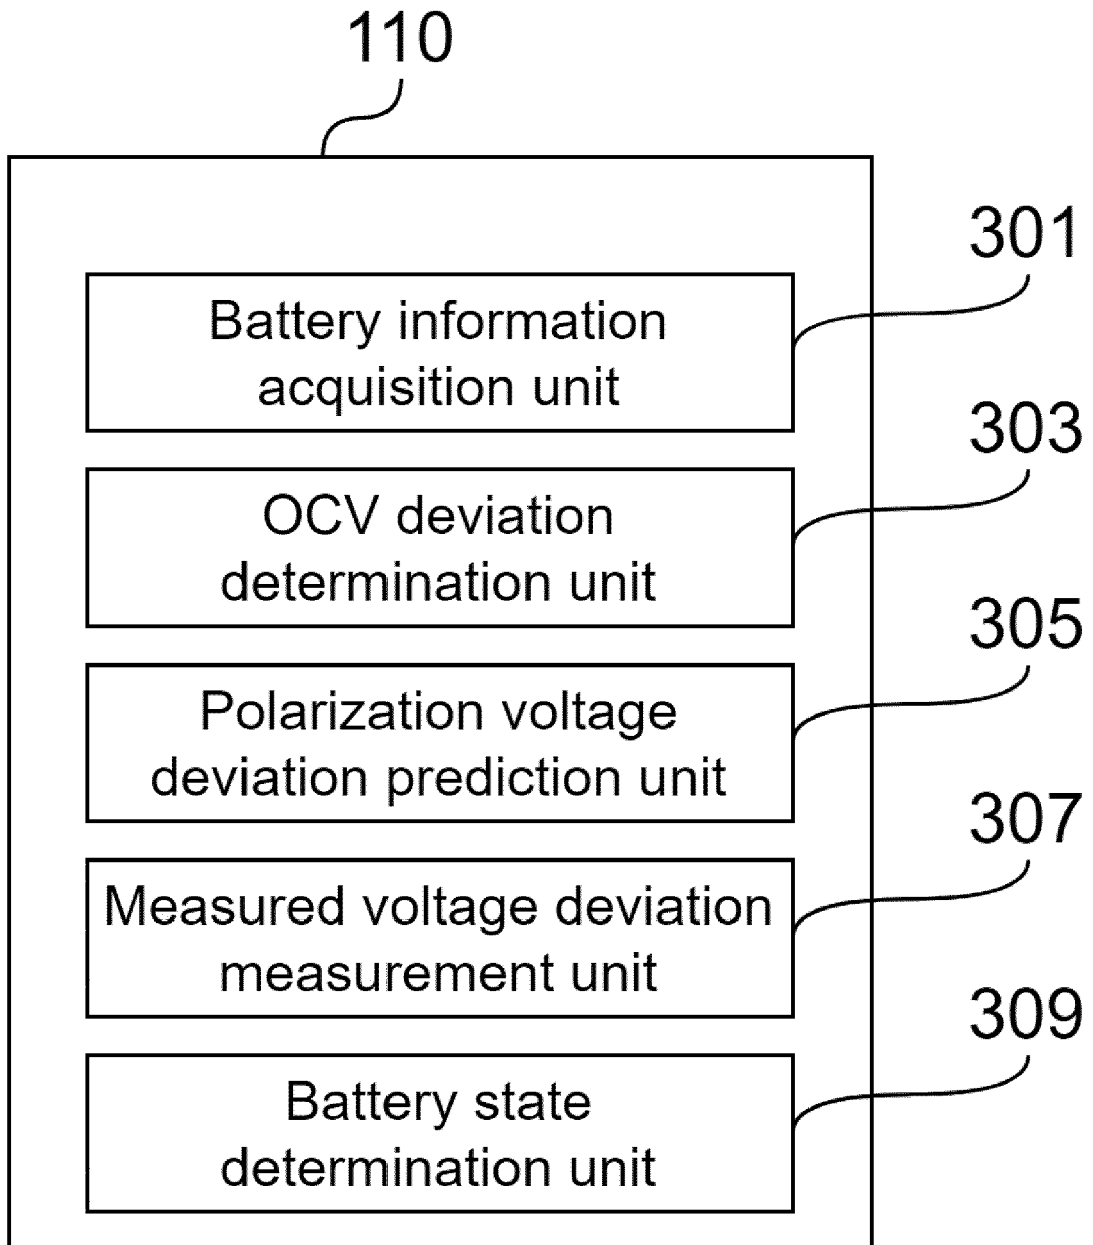 110
301
Battery information
acquisition unit
303
OCV deviation
determination unit
305
Polarization voltage
deviation prediction unit
307
Measured voltage deviation
measurement unit
309
Battery state
determination unit